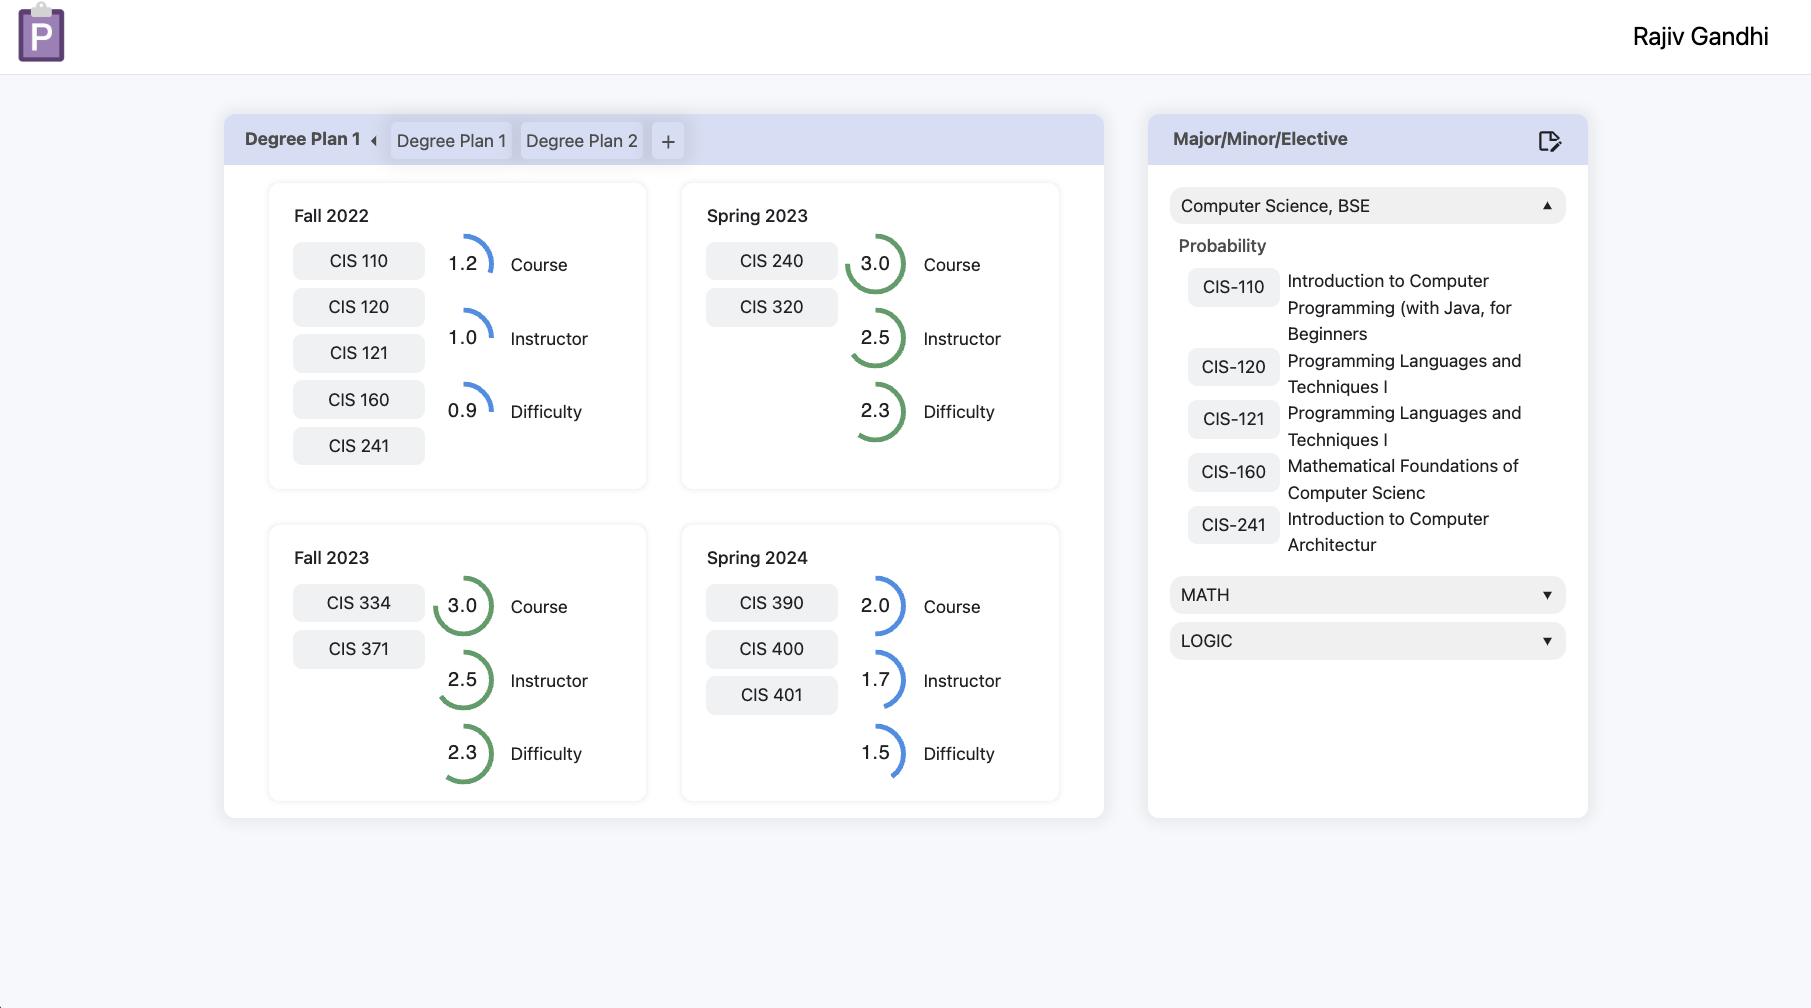 P
Rajiv Gandhi
Degree Plan 1
Degree Plan 1
Degree Plan 2
+
Fall 2022
CIS 110
CIS 120
CIS 121
CIS 160
CIS 241
1.2 Course
1.0 Instructor
0.9 Difficulty
Spring 2023
CIS 240
CIS 320
3.0 Course
2.5 Instructor
2.3 Difficulty
Fall 2023
CIS 334
CIS 371
3.0 Course
2.5 Instructor
2.3 Difficulty
Spring 2024
CIS 390
CIS 400
CIS 401
2.0 Course
1.7 Instructor
1.5 Difficulty
Major/Minor/Elective
Computer Science, BSE
Probability
CIS-110 Introduction to Computer
Programming (with Java, for
Beginners
CIS-120 Programming Languages and
Techniques I
CIS-121 Programming Languages and
Techniques I
CIS-160 Mathematical Foundations of
Computer Scienc
CIS-241 Introduction to Computer
Architectur
MATH
LOGIC